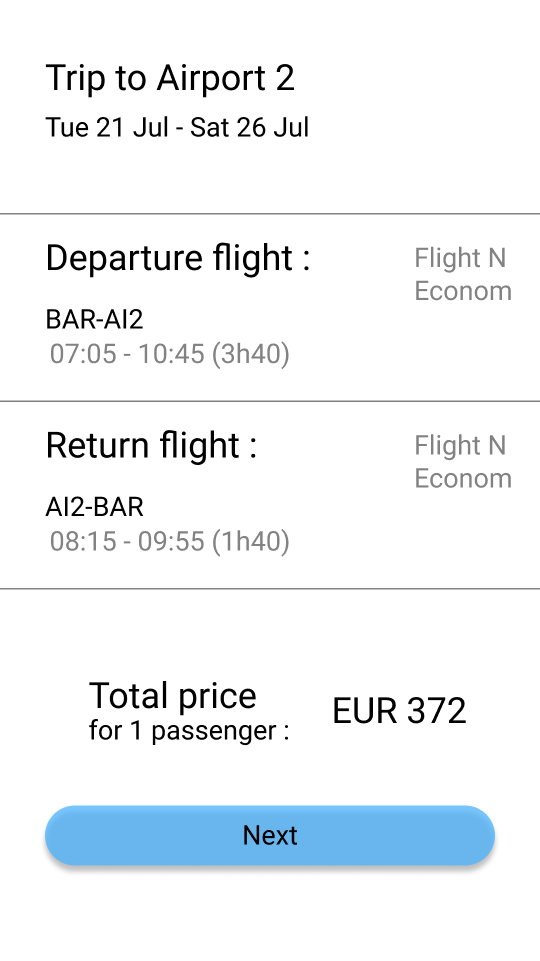 Trip to Airport 2
Tue 21 Jul - Sat 26 Jul
Departure flight :
Flight N
Econom
BAR-AI2
07:05 - 10:45 (3h40)
Return flight :
Flight N
Econom
AI2-BAR
08:15 - 09:55 (1h40)
Total price
for 1 passenger :
EUR 372
Next